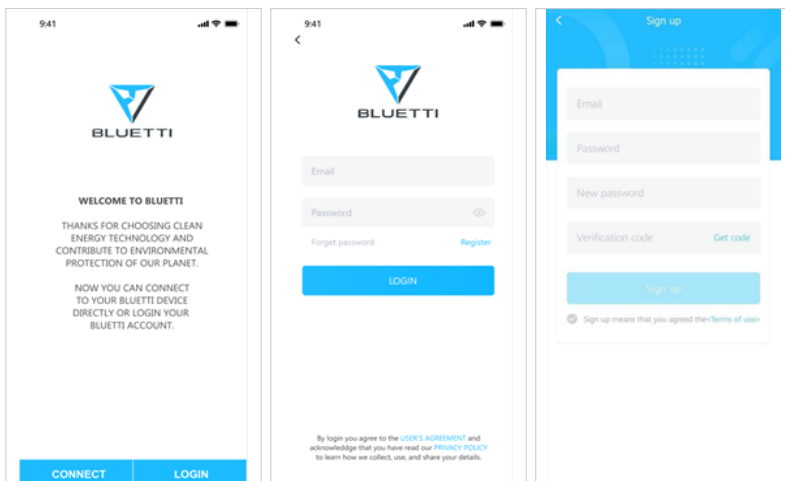 9:41
BLUETTI
WELCOME TO BLUETTI
THANKS FOR CHOOSING CLEAN
ENERGY TECHNOLOGY AND
CONTRIBUTE TO ENVIRONMENTAL
PROTECTION OF OUR PLANET.
NOW YOU CAN CONNECT
TO YOUR BLUETTI DEVICE
DIRECTLY OR LOGIN YOUR
BLUETTI ACCOUNT.
CONNECT LOGIN
9:41
BLUETTI
Email
Password
Forget password Register
LOGIN
By login you agree to the USER'S AGREEMENT and
acknowleddge that you have read our PRIVACY POLICY
to learn how we collect, use, and share your details.
Sign up
Email
Password
New password
Verification code Get code
Sign up
Sign up means that you agreed the<Terms of use>